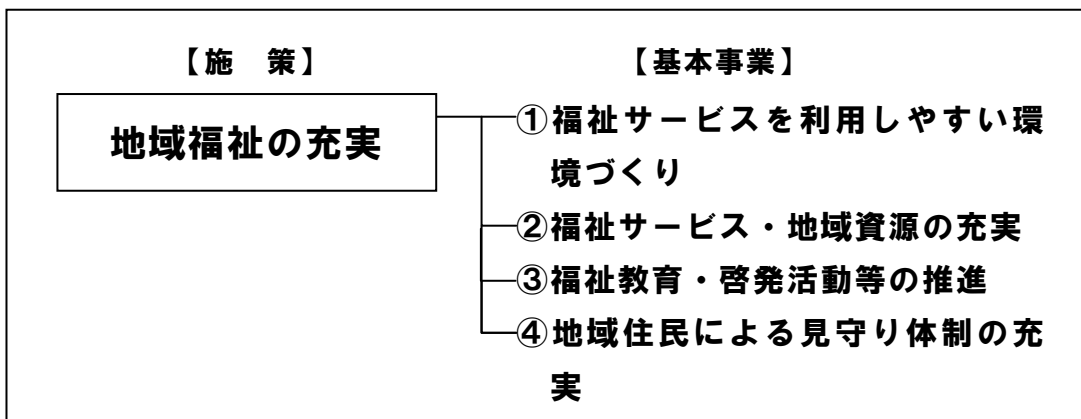 【施　策】　【基本事業】
地域福祉の充実
①福祉サービスを利用しやすい環
境づくり
②福祉サービス・地域資源の充実
③福祉教育・啓発活動等の推進
④地域住民による見守り体制の充
実